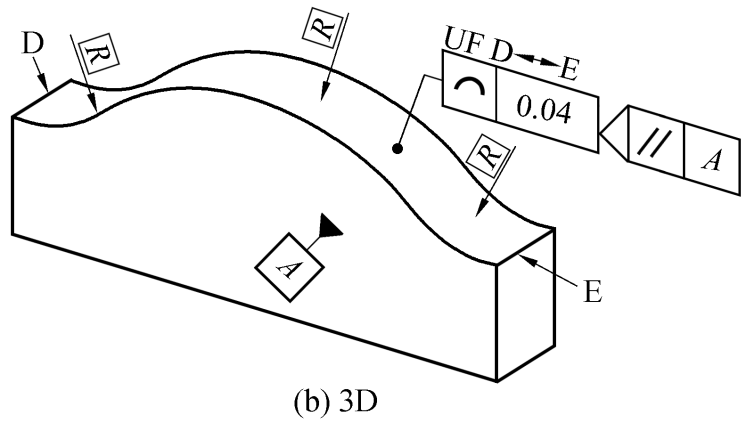 D
R
R
UF D↔E
⌒ 0.04
// A
R
A
E
(b) 3D